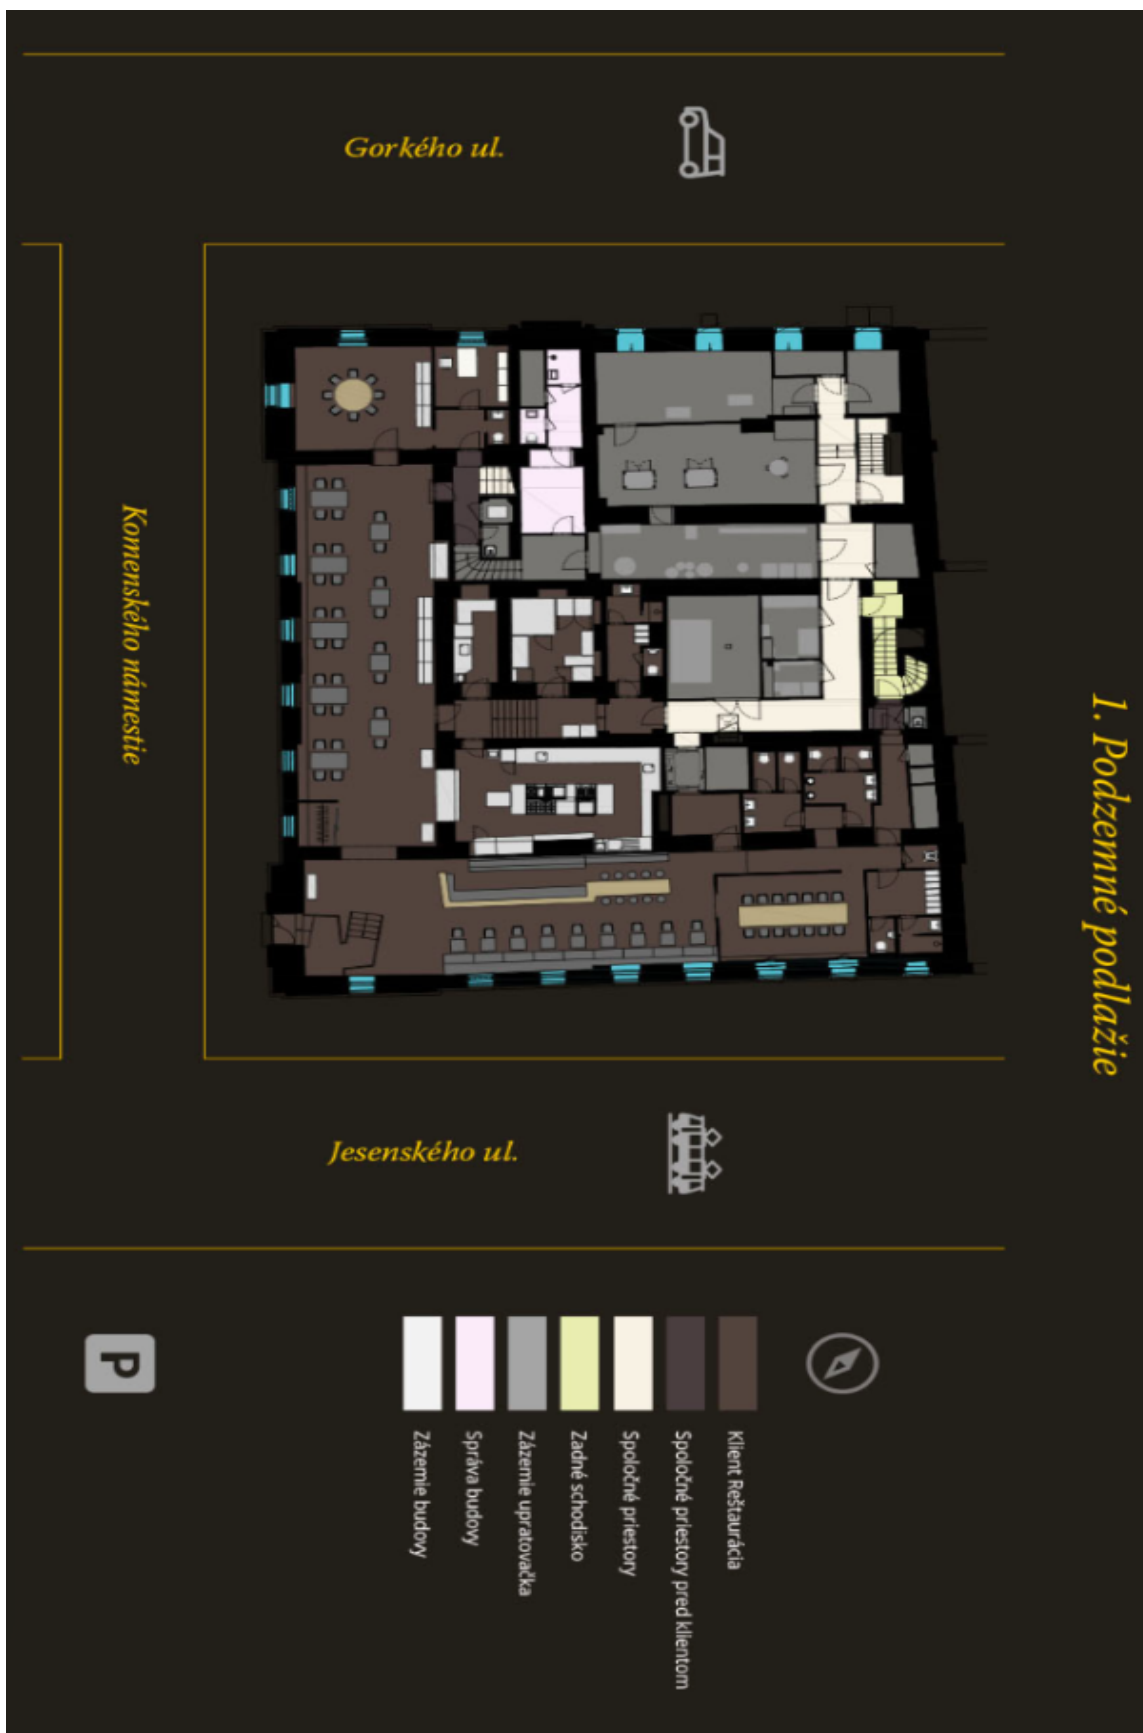 1. Podzemné podlažie
Gorkého ul.
Komenského námestie
Jesenského ul.
Klient Reštaurácia
Spoločné priestory pred klientom
Spoločné priestory
Zadné schodisko
Zázemie upratovačka
Správa budovy
Zázemie budovy
P